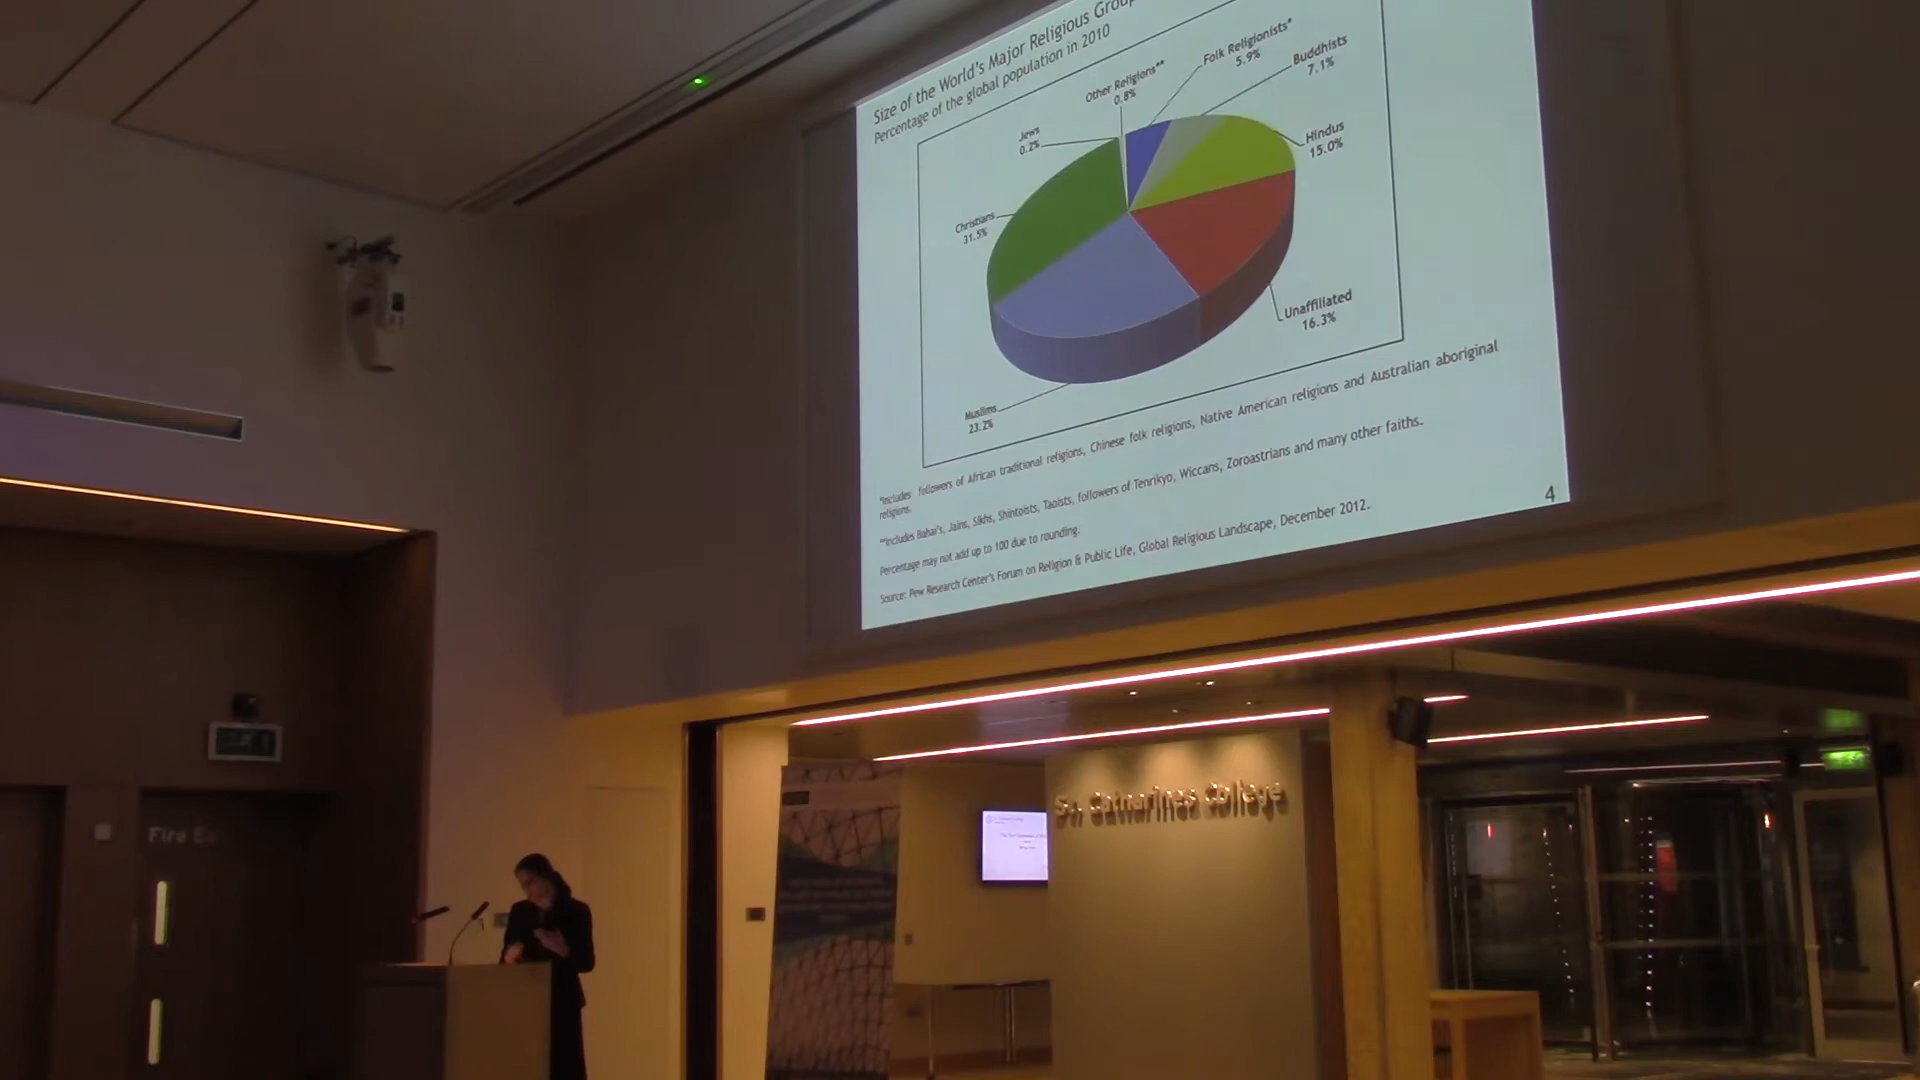 Size of the World's Major Religious Grou
Percentage of the global population in 2010
Folk Religionists*
5.9%
Buddhists
7.1%
Other Religions**
0.8%
Jews
0.2%
Hindus
15.0%
Christians
31.5%
Unaffiliated
16.3%
Muslims
23.2%
*Includes followers of African traditional religions, Chinese folk religions, Native American religions and Australian aboriginal
religions.
**Includes Bahai's, Jains, Sikhs, Shintoists, Taoists, followers of Tenrikyo, Wiccans, Zoroastrians and many other faiths.
Percentage may not add up to 100 due to rounding.
Source: Pew Research Center's Forum on Religion & Public Life, Global Religious Landscape, December 2012.
4
St. Catharine's College
Fire Ex